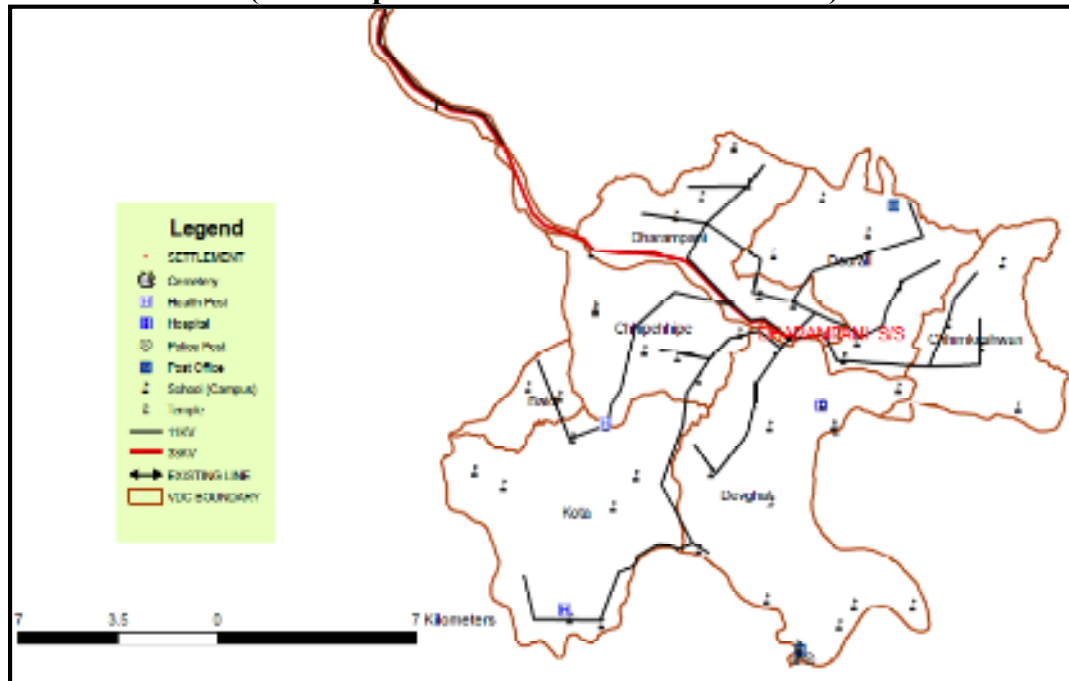 Legend
SETTLEMENT
Cemetery
Health Post
Hospital
Police Post
Post Office
School (Campus)
Temple
11KV
33KV
EXISTING LINE
VDC BOUNDARY
Dharampani
Chhipchhipe
S/S
Kota
Devghat
7 3.5 0 7 Kilometers